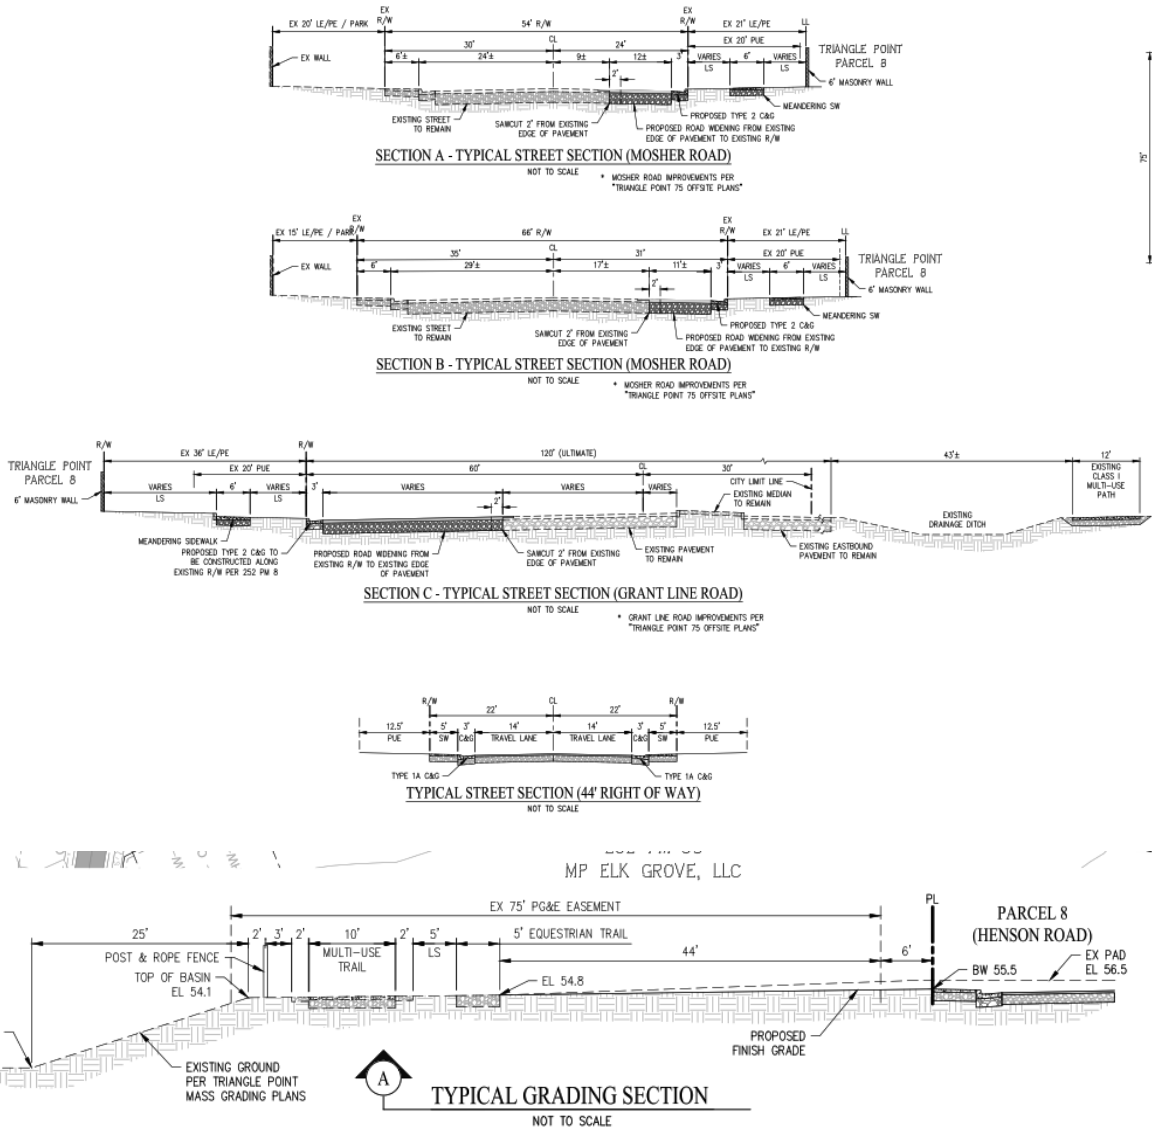 EX
R/W
EX
R/W
EX 20' LE/PE / PARK
54' R/W
EX 21' LE/PE
LL
30'
CL
24'
EX 20' PUE
TRIANGLE POINT
PARCEL 8
EX WALL
6'±
24'±
9±
12±
3'
VARIES
6'
VARIES
LS
LS
2'
6' MASONRY WALL
MEANDERING SW
EXISTING STREET
TO REMAIN
SAWCUT 2' FROM EXISTING
EDGE OF PAVEMENT
PROPOSED TYPE 2 C&G
PROPOSED ROAD WIDENING FROM EXISTING
EDGE OF PAVEMENT TO EXISTING R/W
SECTION A - TYPICAL STREET SECTION (MOSHER ROAD)
NOT TO SCALE
* MOSHER ROAD IMPROVEMENTS PER
"TRIANGLE POINT 75 OFFSITE PLANS"
75'
EX
R/W
EX
R/W
EX 15' LE/PE / PARK
66' R/W
EX 21' LE/PE
LL
35'
CL
31'
EX 20' PUE
TRIANGLE POINT
PARCEL 8
EX WALL
6'
29'±
17'±
11'±
3'
VARIES
6'
VARIES
LS
LS
2'
6' MASONRY WALL
MEANDERING SW
EXISTING STREET
TO REMAIN
SAWCUT 2' FROM EXISTING
EDGE OF PAVEMENT
PROPOSED TYPE 2 C&G
PROPOSED ROAD WIDENING FROM EXISTING
EDGE OF PAVEMENT TO EXISTING R/W
SECTION B - TYPICAL STREET SECTION (MOSHER ROAD)
NOT TO SCALE
* MOSHER ROAD IMPROVEMENTS PER
"TRIANGLE POINT 75 OFFSITE PLANS"
R/W
R/W
EX 36' LE/PE
120' (ULTIMATE)
43'±
12'
TRIANGLE POINT
PARCEL 8
EX 20' PUE
60'
CL
30'
EXISTING
CLASS I
MULTI-USE
PATH
CITY LIMIT LINE
6' MASONRY WALL
VARIES
6'
VARIES
3'
VARIES
VARIES
VARIES
LS
LS
2'
EXISTING MEDIAN
TO REMAIN
EXISTING
DRAINAGE DITCH
MEANDERING SIDEWALK
PROPOSED TYPE 2 C&G TO
BE CONSTRUCTED ALONG
EXISTING R/W PER 252 PM 8
PROPOSED ROAD WIDENING FROM
EXISTING R/W TO EXISTING EDGE
OF PAVEMENT
SAWCUT 2' FROM EXISTING
EDGE OF PAVEMENT
EXISTING PAVEMENT
TO REMAIN
EXISTING EASTBOUND
PAVEMENT TO REMAIN
SECTION C - TYPICAL STREET SECTION (GRANT LINE ROAD)
NOT TO SCALE
* GRANT LINE ROAD IMPROVEMENTS PER
"TRIANGLE POINT 75 OFFSITE PLANS"
R/W
CL
R/W
22'
22'
12.5'
5'
3'
14'
14'
3'
5'
12.5'
PUE
SW
C&G
TRAVEL LANE
TRAVEL LANE
C&G
SW
PUE
TYPE 1A C&G
TYPE 1A C&G
TYPICAL STREET SECTION (44' RIGHT OF WAY)
NOT TO SCALE
MP ELK GROVE, LLC
EX 75' PG&E EASEMENT
PL
PARCEL 8
(HENSON ROAD)
25'
2'
3'
2'
10'
2'
5'
5' EQUESTRIAN TRAIL
44'
6'
POST & ROPE FENCE
MULTI-USE
TRAIL
LS
EX PAD
EL 56.5
TOP OF BASIN
EL 54.1
EL 54.8
BW 55.5
PROPOSED
FINISH GRADE
EXISTING GROUND
PER TRIANGLE POINT
MASS GRADING PLANS
A
TYPICAL GRADING SECTION
NOT TO SCALE